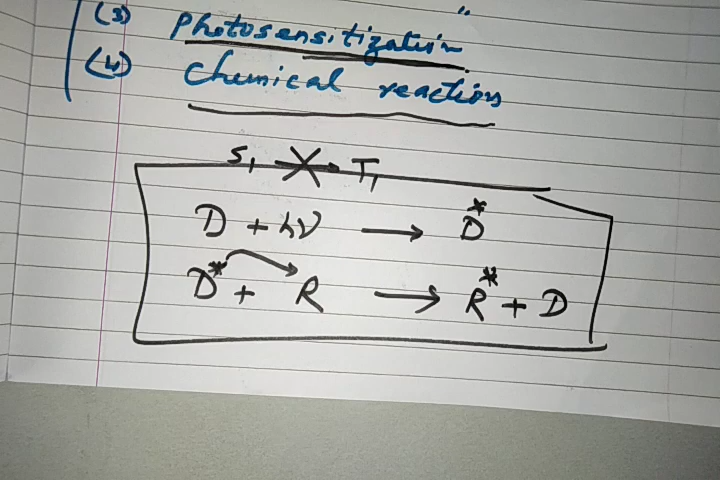 (3) Photosensitization
(4) Chemical reactions
S₁ → T₁
D + hν → D*
D* + R → R* + D